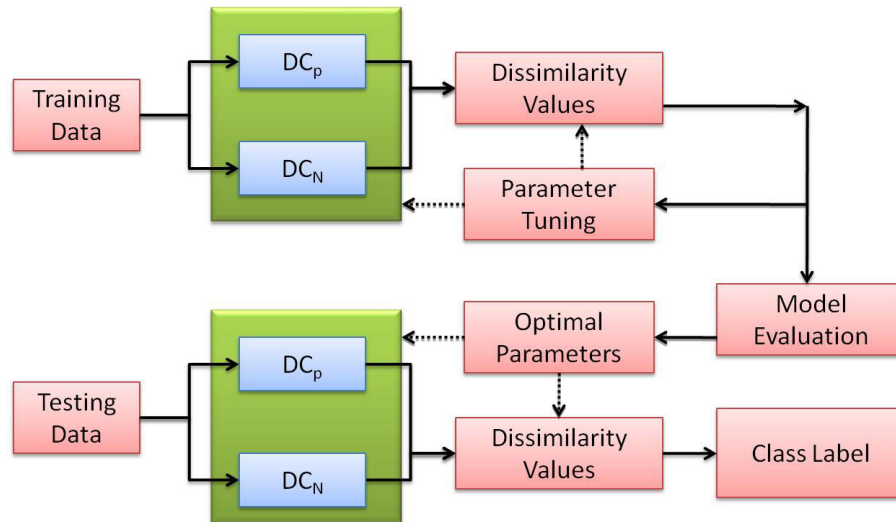 Training
Data
DCp
DCN
Dissimilarity
Values
Parameter
Tuning
Model
Evaluation
Optimal
Parameters
Testing
Data
DCp
DCN
Dissimilarity
Values
Class Label